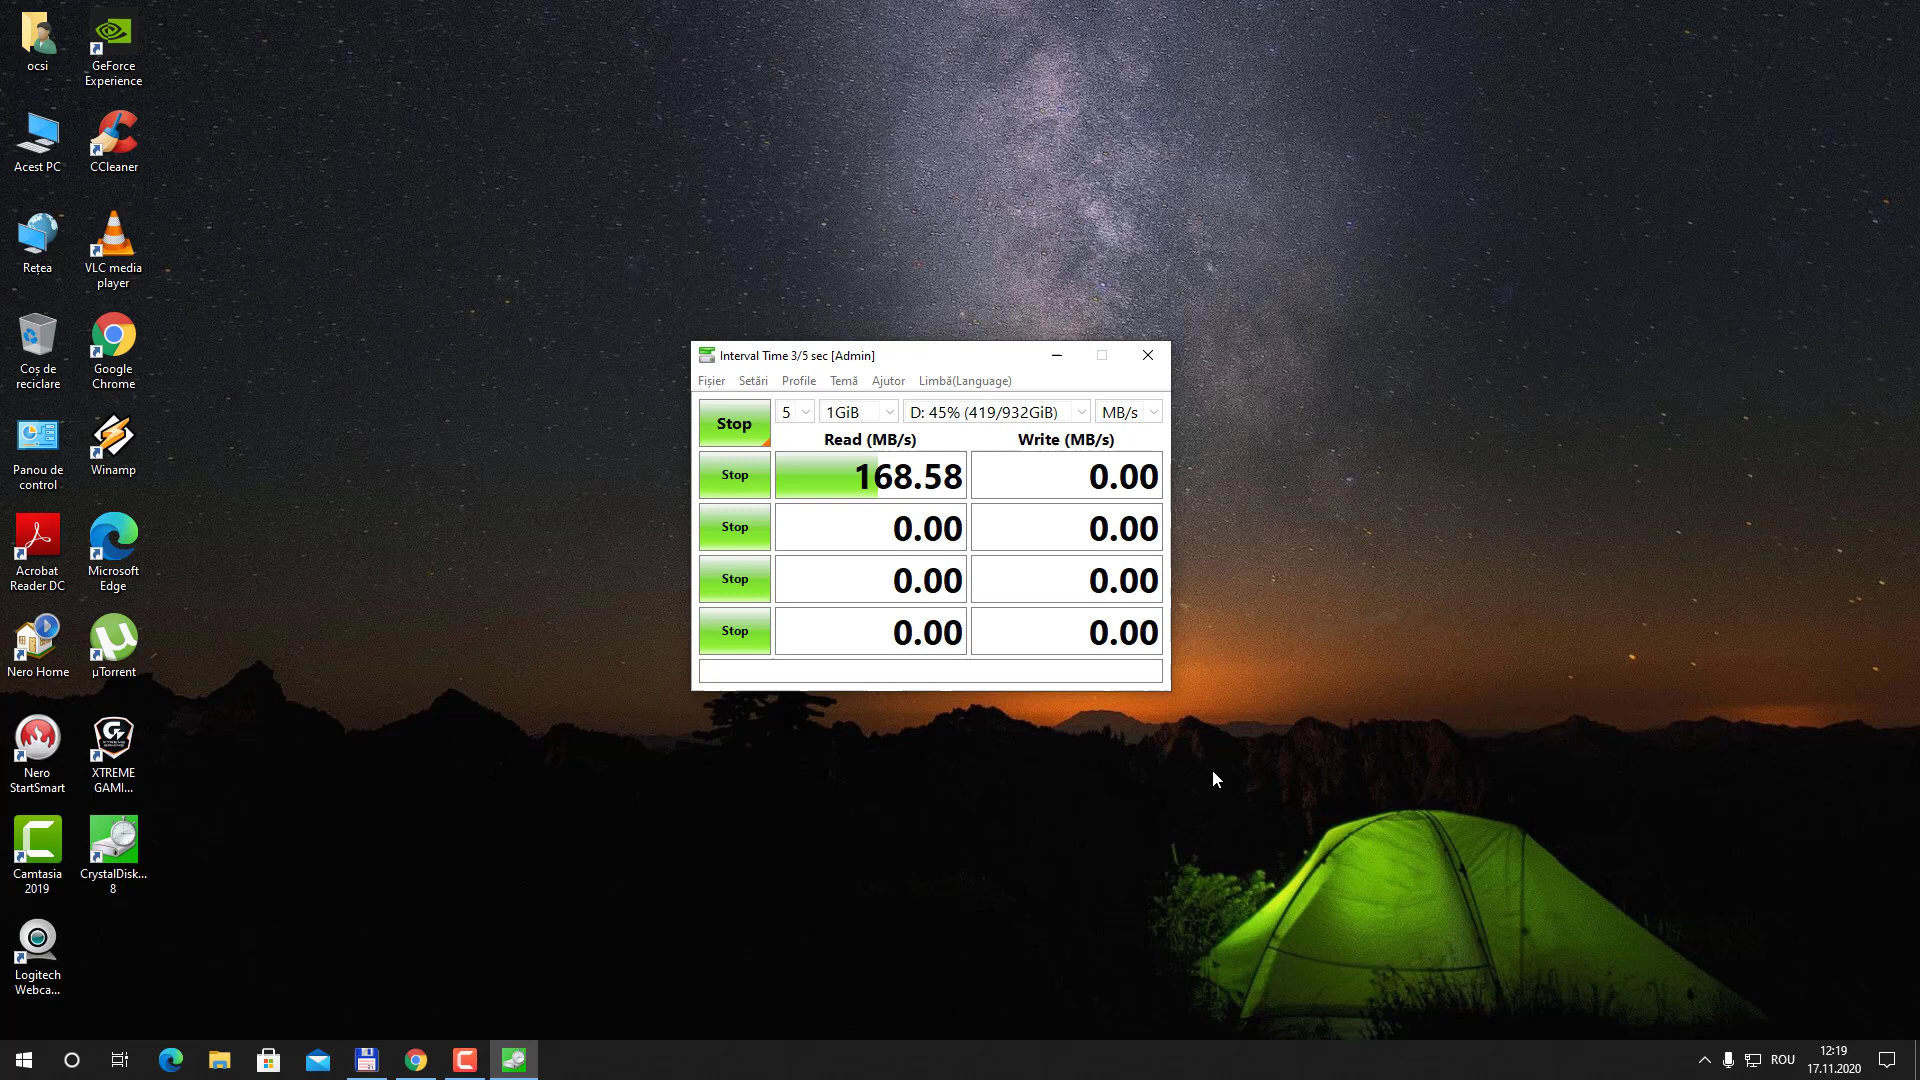 ocsi
GeForce
Experience
Acest PC
CCleaner
Rețea
VLC media
player
Coș de
reciclare
Google
Chrome
Panou de
control
Winamp
Acrobat
Reader DC
Microsoft
Edge
Nero Home
µTorrent
Nero
StartSmart
XTREME
GAMI...
Camtasia
2019
CrystalDisk...
8
Logitech
Webca...
Interval Time 3/5 sec [Admin]
Fișier Setări Profile Temă Ajutor Limbă(Language)
Stop 5 1GiB D: 45% (419/932GiB) MB/s
Read (MB/s) Write (MB/s)
Stop 168.58 0.00
Stop 0.00 0.00
Stop 0.00 0.00
Stop 0.00 0.00
ROU
12:19
17.11.2020